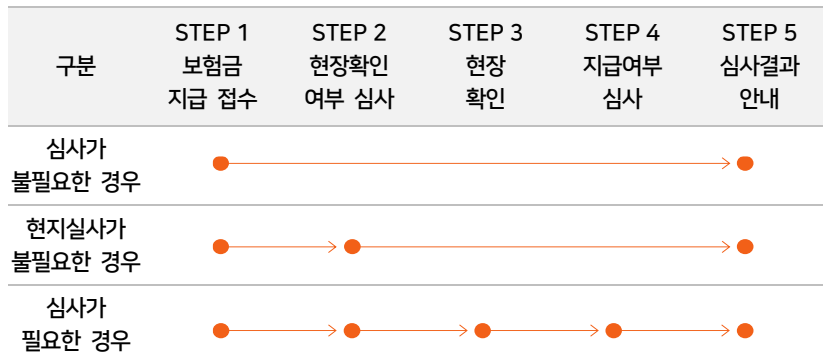 구분
STEP 1
보험금
지급 접수
STEP 2
현장확인
여부 심사
STEP 3
현장
확인
STEP 4
지급여부
심사
STEP 5
심사결과
안내
심사가
불필요한 경우
현지실사가
불필요한 경우
심사가
필요한 경우